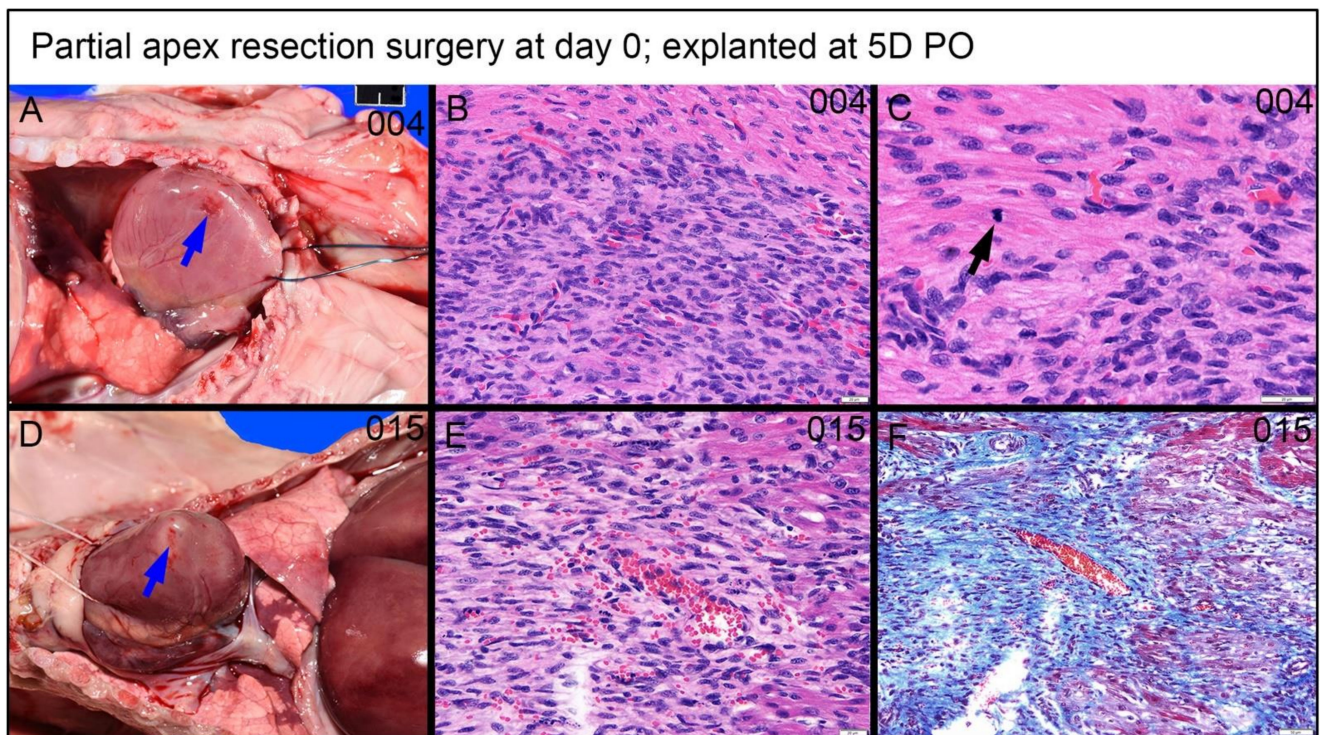 Partial apex resection surgery at day 0; explanted at 5D PO
A 004
B 004
C 004
D 015
E 015
F 015